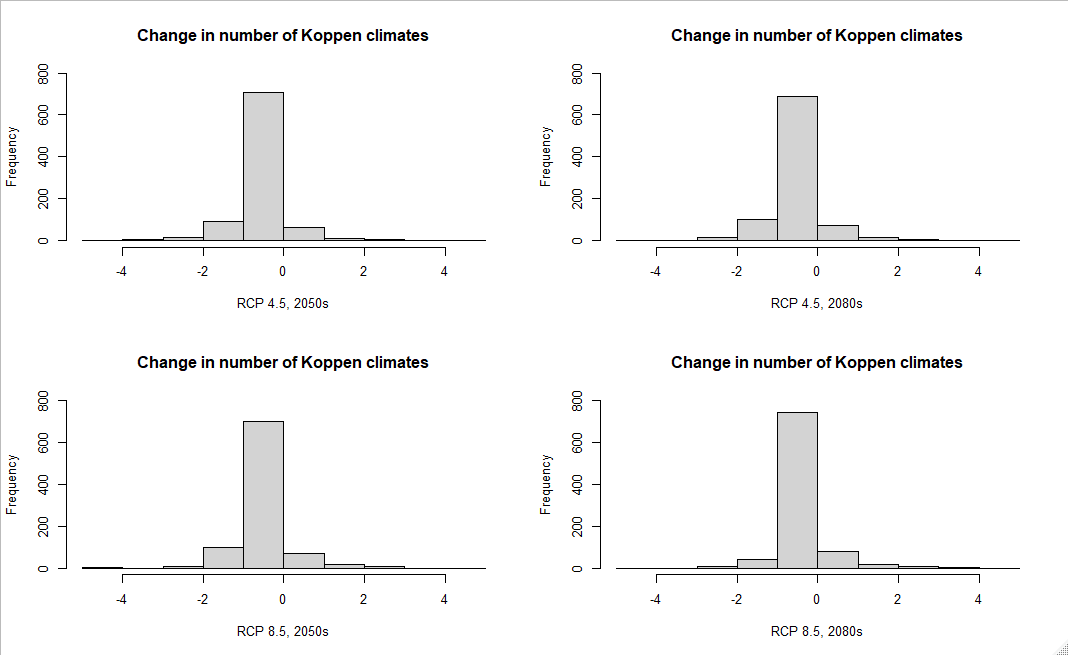 Change in number of Koppen climates
Frequency
0 200 400 600 800
-4 -2 0 2 4
RCP 4.5, 2050s
Change in number of Koppen climates
Frequency
0 200 400 600 800
-4 -2 0 2 4
RCP 4.5, 2080s
Change in number of Koppen climates
Frequency
0 200 400 600 800
-4 -2 0 2 4
RCP 8.5, 2050s
Change in number of Koppen climates
Frequency
0 200 400 600 800
-4 -2 0 2 4
RCP 8.5, 2080s